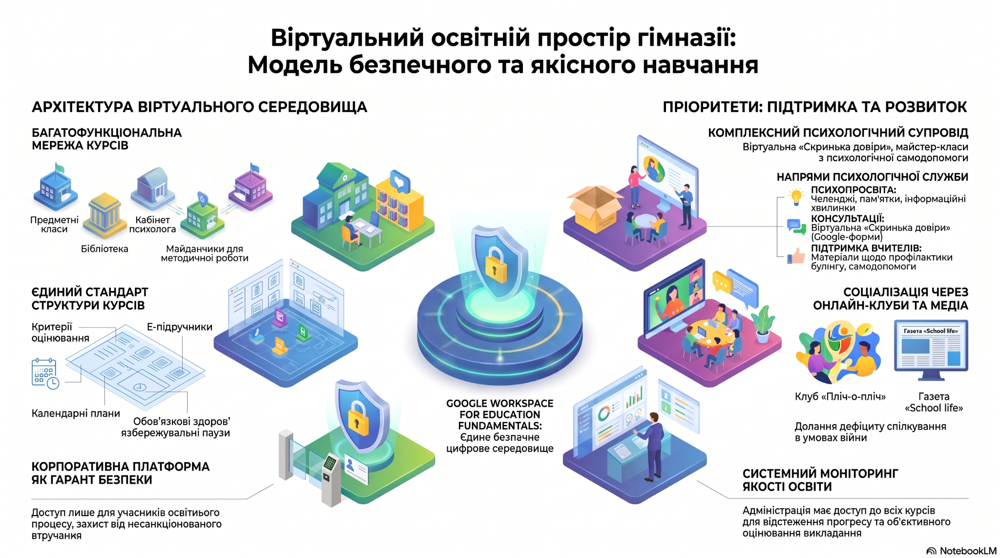 Віртуальний освітній простір гімназії:
Модель безпечного та якісного навчання
АРХІТЕКТУРА ВІРТУАЛЬНОГО СЕРЕДОВИЩА
БАГАТОФУНКЦІОНАЛЬНА
МЕРЕЖА КУРСІВ
Предметні
класи
Бібліотека
Кабінет
психолога
Майданчики для
методичної роботи
ЄДИНИЙ СТАНДАРТ
СТРУКТУРИ КУРСІВ
Критерії
оцінювання
Е-підручники
Календарні плани
Обов’язкові здоров’
язбережувальні паузи
КОРПОРАТИВНА ПЛАТФОРМА
ЯК ГАРАНТ БЕЗПЕКИ
Доступ лише для учасників освітиього
процесу, захист від несанкціонованого
втручання
GOOGLE WORKSPACE
FOR EDUCATION
FUNDAMENTALS:
Єдине безпачне
цифрове середовище
ПРІОРИТЕТИ: ПІДТРИМКА ТА РОЗВИТОК
КОМПЛЕКСНИЙ ПСИХОЛОГІЧНИЙ СУПРОВІД
Віртуальна «Скринька довіри», майстер-класи
з психологічної самодопомоги
НАПРЯМИ ПСИХОЛОГІЧНОЇ СЛУЖБИ
ПСИХОПРОСВІТА:
Челенджі, пам'ятки, інформаційні
хвилинки
КОНСУЛЬТАЦІЇ:
Віртуальна «Скринька довіри»
(Google-форми)
ПІДТРИМКА ВЧИТЕЛІВ:
Матеріали щодо профілактики
булінгу, самодопомоги
СОЦІАЛІЗАЦІЯ ЧЕРЕЗ
ОНЛАЙН-КЛУБИ ТА МЕДІА
Газета «School life»
Клуб «Пліч-о-пліч»
Газета
«School life»
Долання дефіциту спілкування
в умовах війни
СИСТЕМНИЙ МОНІТОРИНГ
ЯКОСТІ ОСВІТИ
Адміністрація має доступ до всіх курсів
для відстеження прогресу та об'єктивного
оцінювання викладання
NotebookLM